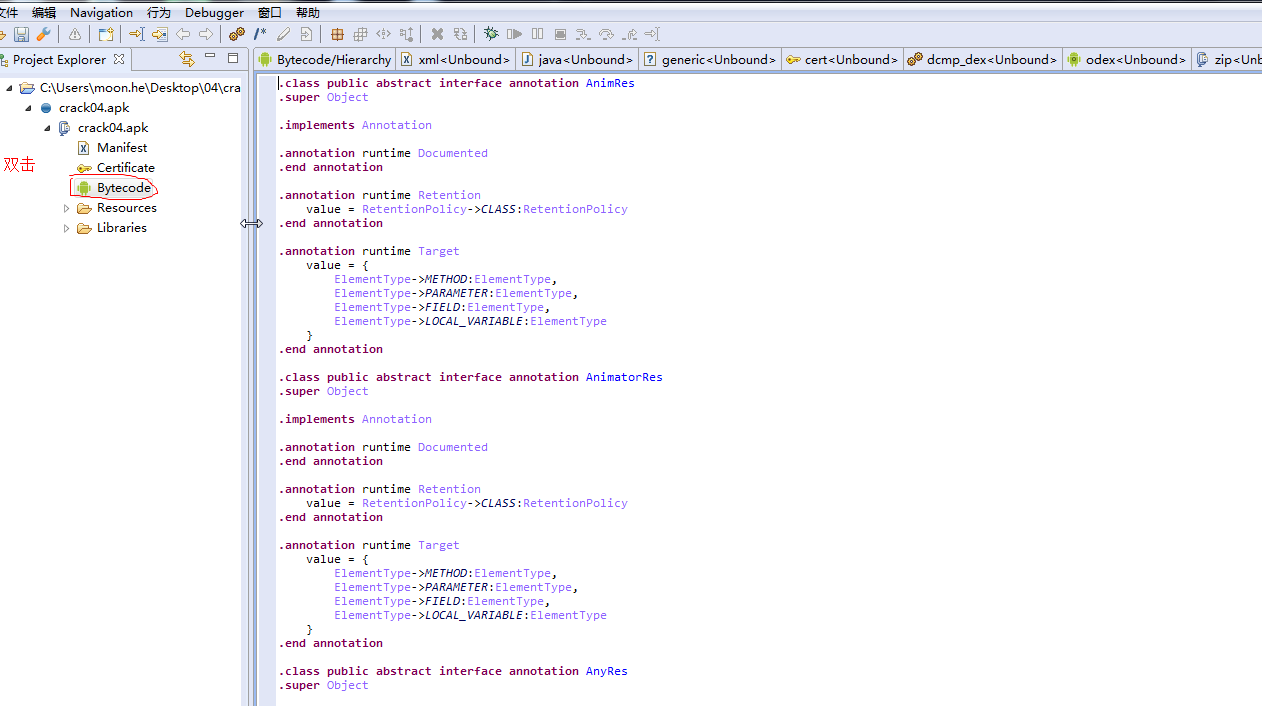 文件 编辑 Navigation 行为 Debugger 窗口 帮助
Project Explorer
Bytecode/Hierarchy xml<Unbound> java<Unbound> generic<Unbound> cert<Unbound> dcmp_dex<Unbound> odex<Unbound> zip<Unb
C:\Users\moon.he\Desktop\04\cra
crack04.apk
crack04.apk
Manifest
Certificate
双击
Bytecode
Resources
Libraries
.class public abstract interface annotation AnimRes
.super Object
.implements Annotation
.annotation runtime Documented
.end annotation
.annotation runtime Retention
value = RetentionPolicy->CLASS:RetentionPolicy
.end annotation
.annotation runtime Target
value = {
ElementType->METHOD:ElementType,
ElementType->PARAMETER:ElementType,
ElementType->FIELD:ElementType,
ElementType->LOCAL_VARIABLE:ElementType
}
.end annotation
.class public abstract interface annotation AnimatorRes
.super Object
.implements Annotation
.annotation runtime Documented
.end annotation
.annotation runtime Retention
value = RetentionPolicy->CLASS:RetentionPolicy
.end annotation
.annotation runtime Target
value = {
ElementType->METHOD:ElementType,
ElementType->PARAMETER:ElementType,
ElementType->FIELD:ElementType,
ElementType->LOCAL_VARIABLE:ElementType
}
.end annotation
.class public abstract interface annotation AnyRes
.super Object